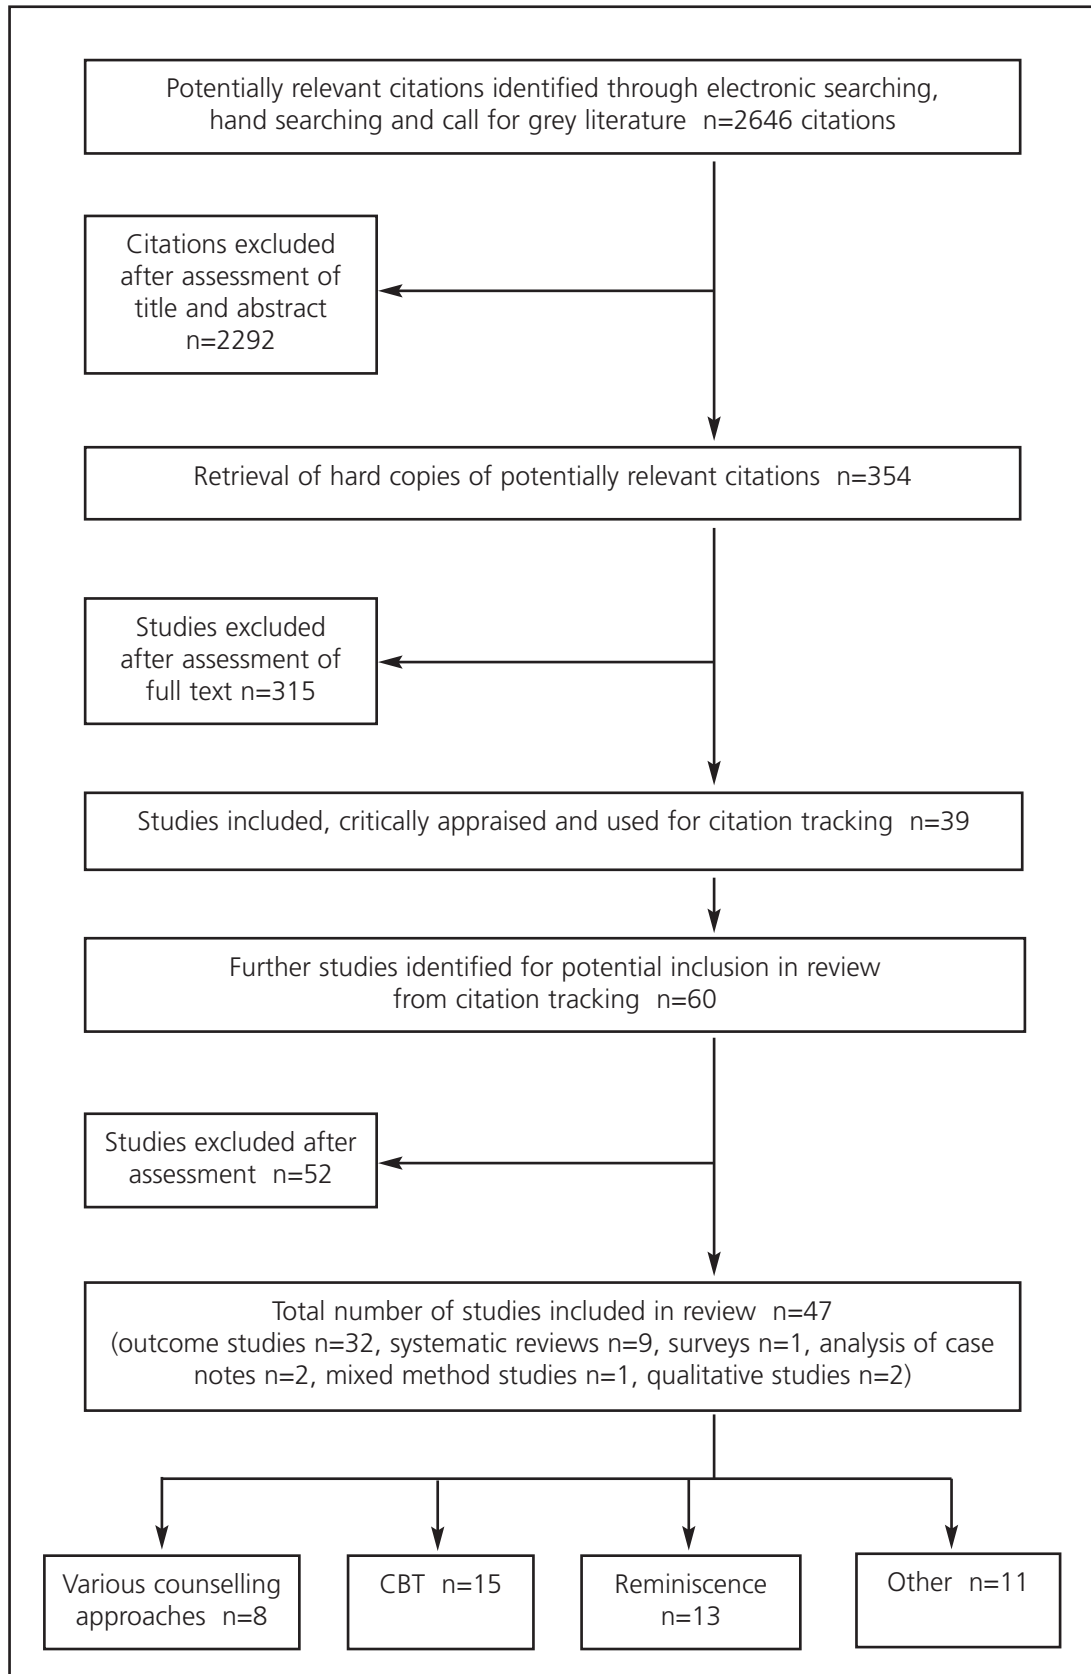 Potentially relevant citations identified through electronic searching,
hand searching and call for grey literature n=2646 citations
Citations excluded
after assessment of
title and abstract
n=2292
Retrieval of hard copies of potentially relevant citations n=354
Studies excluded
after assessment of
full text n=315
Studies included, critically appraised and used for citation tracking n=39
Further studies identified for potential inclusion in review
from citation tracking n=60
Studies excluded after
assessment n=52
Total number of studies included in review n=47
(outcome studies n=32, systematic reviews n=9, surveys n=1, analysis of case
notes n=2, mixed method studies n=1, qualitative studies n=2)
Various counselling
approaches n=8
CBT n=15
Reminiscence
n=13
Other n=11